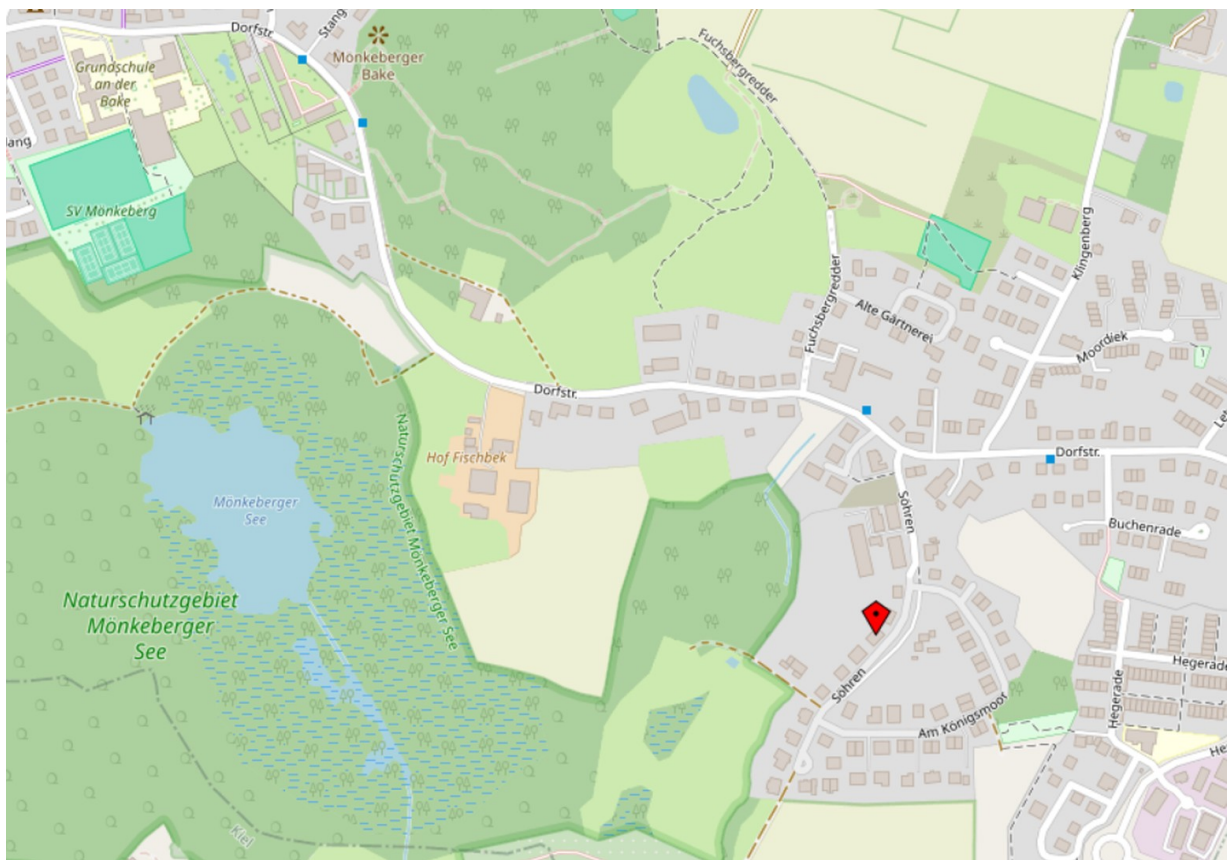 Dorfstr.
Stang
Mönkeberger
Bake
Grundschule
an der
Bake
SV Mönkeberg
Fuchsbergredder
Fuchsbergredder
Klingenberg
Alte Gärtnerei
Moordiek
Dorfstr.
Dorfstr.
Hof Fischbek
Naturschutzgebiet Mönkeberger See
Mönkeberger
See
Naturschutzgebiet
Mönkeberger
See
Söhren
Buchenrade
Söhren
Hegerade
Hegerade
Am Königsmoor
Kiel